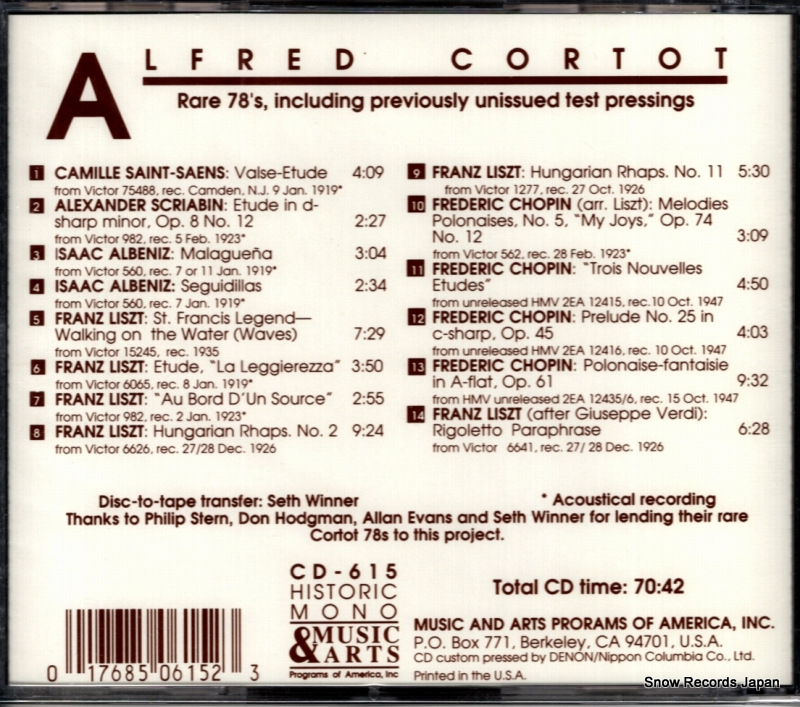 ALFRED CORTOT
Rare 78's, including previously unissued test pressings
1 CAMILLE SAINT-SAENS: Valse-Etude 4:09
from Victor 75488, rec. Camden, N.J. 9 Jan. 1919*
2 ALEXANDER SCRIABIN: Etude in d-
sharp minor, Op. 8 No. 12 2:27
from Victor 982, rec. 5 Feb. 1923*
3 ISAAC ALBENIZ: Malagueña 3:04
from Victor 560, rec. 7 or 11 Jan. 1919*
4 ISAAC ALBENIZ: Seguidillas 2:34
from Victor 560, rec. 7 Jan. 1919*
5 FRANZ LISZT: St. Francis Legend—
Walking on the Water (Waves) 7:29
from Victor 15245, rec. 1935
6 FRANZ LISZT: Etude, "La Leggierezza" 3:50
from Victor 6065, rec. 8 Jan. 1919*
7 FRANZ LISZT: "Au Bord D'Un Source" 2:55
from Victor 982, rec. 2 Jan. 1923*
8 FRANZ LISZT: Hungarian Rhaps. No. 2 9:24
from Victor 6626, rec. 27/28 Dec. 1926
9 FRANZ LISZT: Hungarian Rhaps. No. 11 5:30
from Victor 1277, rec. 27 Oct. 1926
10 FREDERIC CHOPIN (arr. Liszt): Melodies
Polonaises, No. 5, "My Joys," Op. 74
No. 12 3:09
from Victor 562, rec. 28 Feb. 1923*
11 FREDERIC CHOPIN: "Trois Nouvelles
Etudes" 4:50
from unreleased HMV 2EA 12415, rec.10 Oct. 1947
12 FREDERIC CHOPIN: Prelude No. 25 in
c-sharp, Op. 45 4:03
from unreleased HMV 2EA 12416, rec. 10 Oct. 1947
13 FREDERIC CHOPIN: Polonaise-fantaisie
in A-flat, Op. 61 9:32
from HMV unreleased 2EA 12435/6, rec. 15 Oct. 1947
14 FRANZ LISZT (after Giuseppe Verdi):
Rigoletto Paraphrase 6:28
from Victor 6641, rec. 27/ 28 Dec. 1926
Disc-to-tape transfer: Seth Winner
* Acoustical recording
Thanks to Philip Stern, Don Hodgman, Allan Evans and Seth Winner for lending their rare
Cortot 78s to this project.
CD-615
HISTORIC
MONO
MUSIC
& ARTS
Programs of America, Inc
Total CD time: 70:42
MUSIC AND ARTS PRORAMS OF AMERICA, INC.
P.O. Box 771, Berkeley, CA 94701, U.S.A.
CD custom pressed by DENON/Nippon Columbia Co., Ltd.
Printed in the U.S.A.
0 17685 06152 3
Snow Records Japan